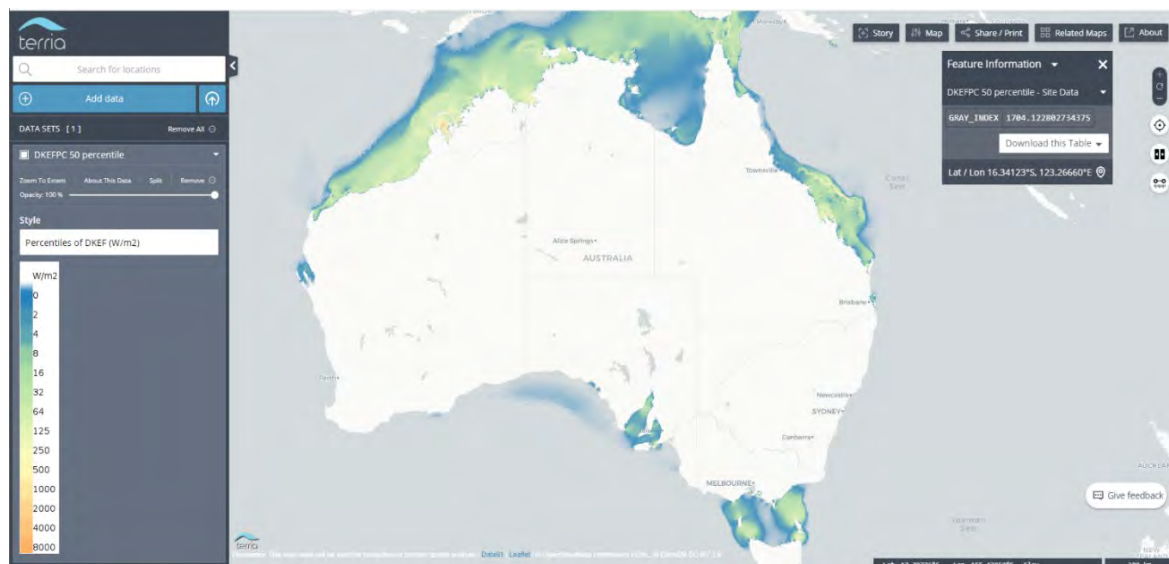 terria
Search for locations
Add data
DATA SETS [1]
Remove All
DKEFPC 50 percentile
Zoom To Extent
About This Data
Split
Remove
Opacity: 100 %
Style
Percentiles of DKEF (W/m2)
W/m2
0
2
4
8
16
32
64
125
250
500
1000
2000
4000
8000
Story
Map
Share / Print
Related Maps
About
Feature Information
DKEFPC 50 percentile - Site Data
GRAY_INDEX 1704.122802734375
Download this Table
Lat / Lon 16.34123°S, 123.26660°E
Townsville
Alice Springs
AUSTRALIA
Brisbane
Perth
Newcastle
SYDNEY
Canberra
MELBOURNE
Give feedback
terria
Data61
Leaflet